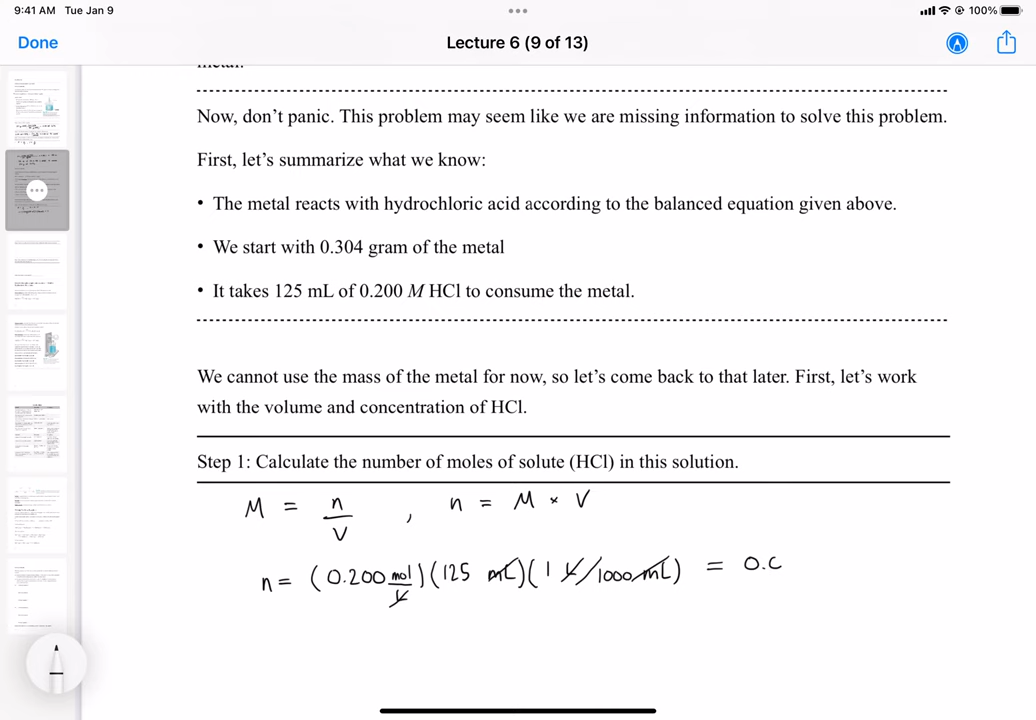 9:41 AM Tue Jan 9
100%
Done
Lecture 6 (9 of 13)
metal.
Now, don’t panic. This problem may seem like we are missing information to solve this problem.
First, let’s summarize what we know:
• The metal reacts with hydrochloric acid according to the balanced equation given above.
• We start with 0.304 gram of the metal
• It takes 125 mL of 0.200 M HCl to consume the metal.
We cannot use the mass of the metal for now, so let’s come back to that later. First, let’s work
with the volume and concentration of HCl.
Step 1: Calculate the number of moles of solute (HCl) in this solution.
M = n/V , n = M × V
n = (0.200 mol/L)(125 mL)(1 L/1000 mL) = 0.0